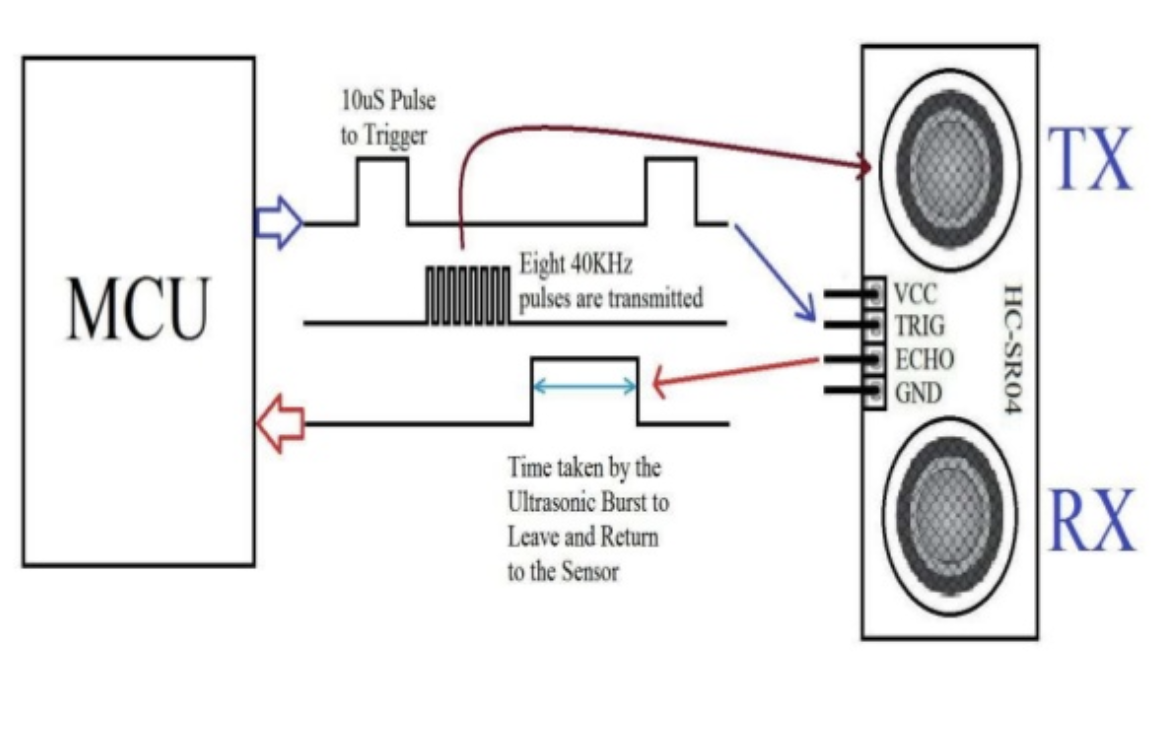 MCU
10uS Pulse
to Trigger
Eight 40KHz
pulses are transmitted
Time taken by the
Ultrasonic Burst to
Leave and Return
to the Sensor
VCC
TRIG
ECHO
GND
HC-SR04
TX
RX